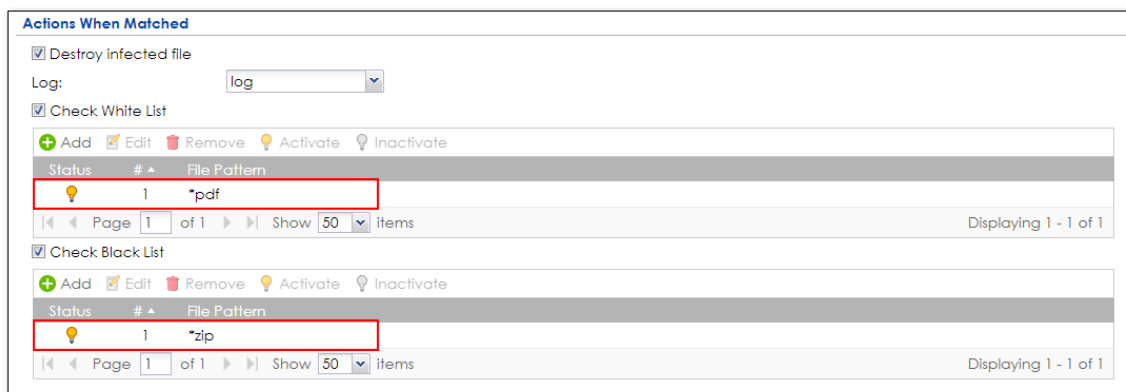 Actions When Matched
Destroy infected file
Log: log
Check White List
Add Edit Remove Activate Inactivate
Status # File Pattern
1 *pdf
Page 1 of 1 Show 50 items Displaying 1 - 1 of 1
Check Black List
Add Edit Remove Activate Inactivate
Status # File Pattern
1 *zip
Page 1 of 1 Show 50 items Displaying 1 - 1 of 1